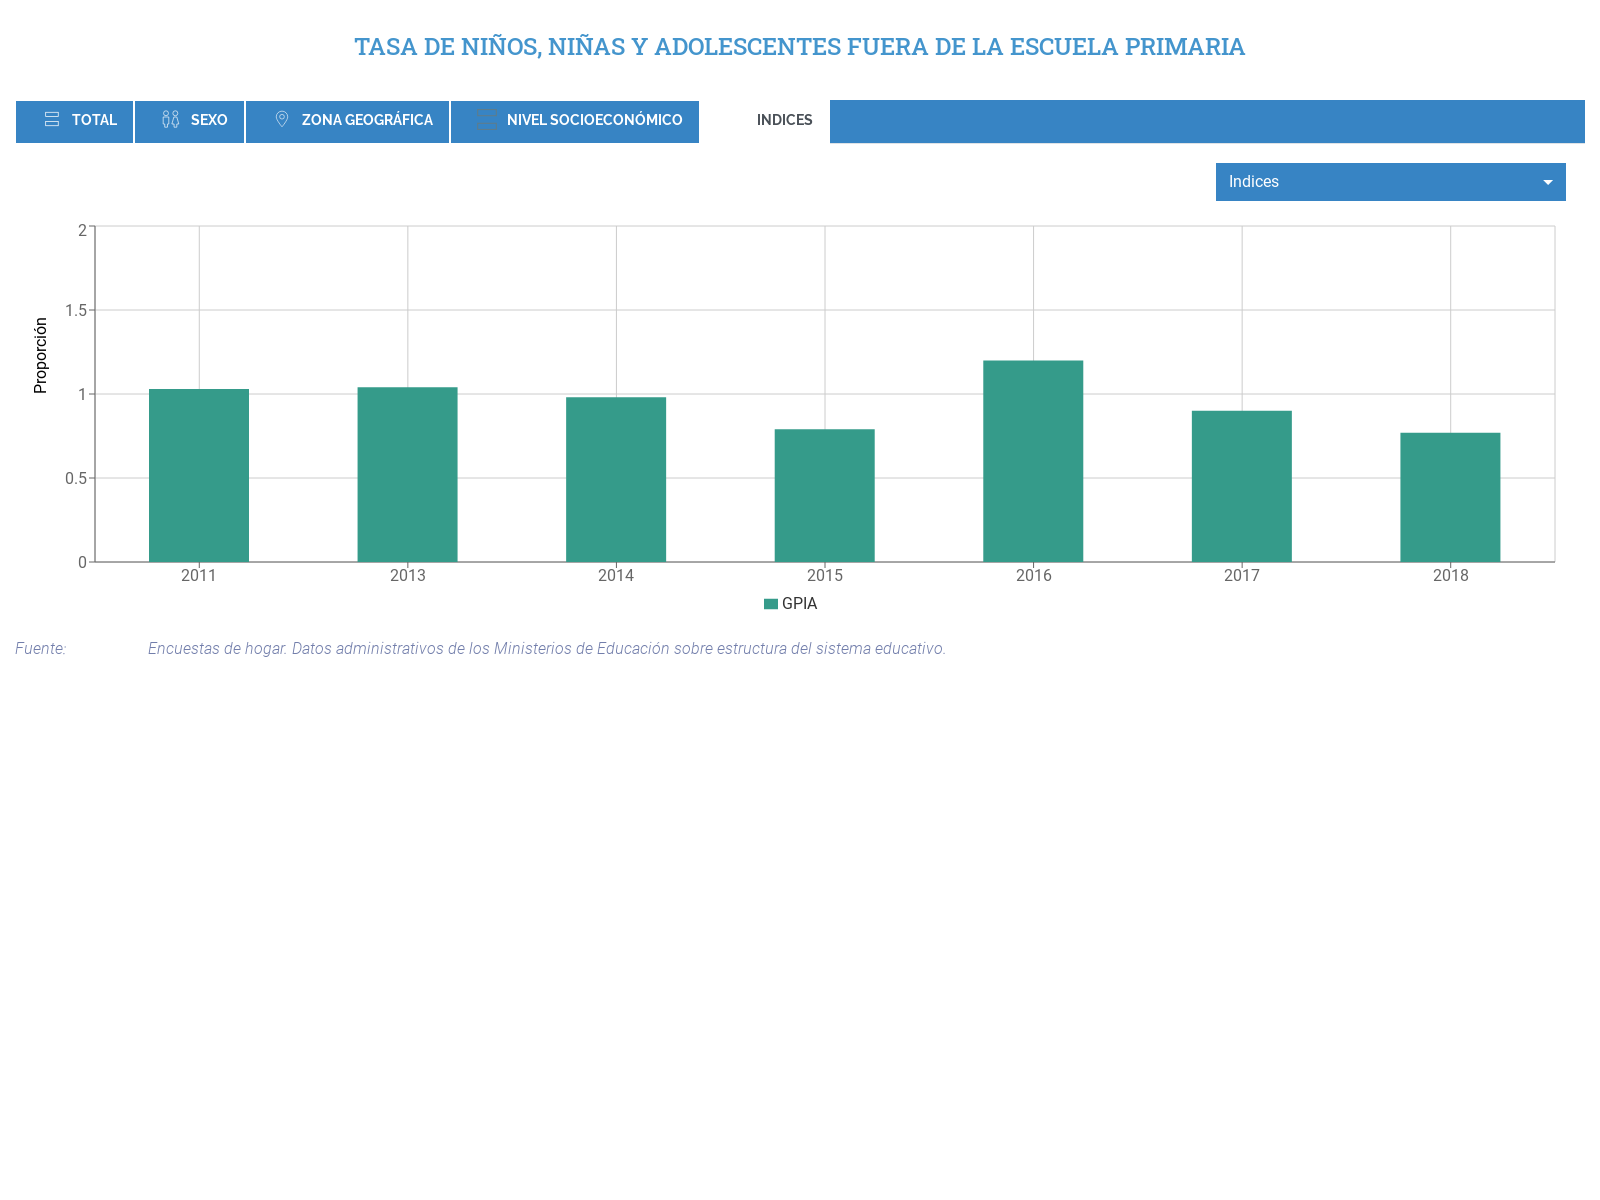 TASA DE NIÑOS, NIÑAS Y ADOLESCENTES FUERA DE LA ESCUELA PRIMARIA
TOTAL SEXO ZONA GEOGRÁFICA NIVEL SOCIOECONÓMICO INDICES
Indices
Proporción
2
1.5
1
0.5
0
2011 2013 2014 2015 2016 2017 2018
GPIA
Fuente: Encuestas de hogar. Datos administrativos de los Ministerios de Educación sobre estructura del sistema educativo.